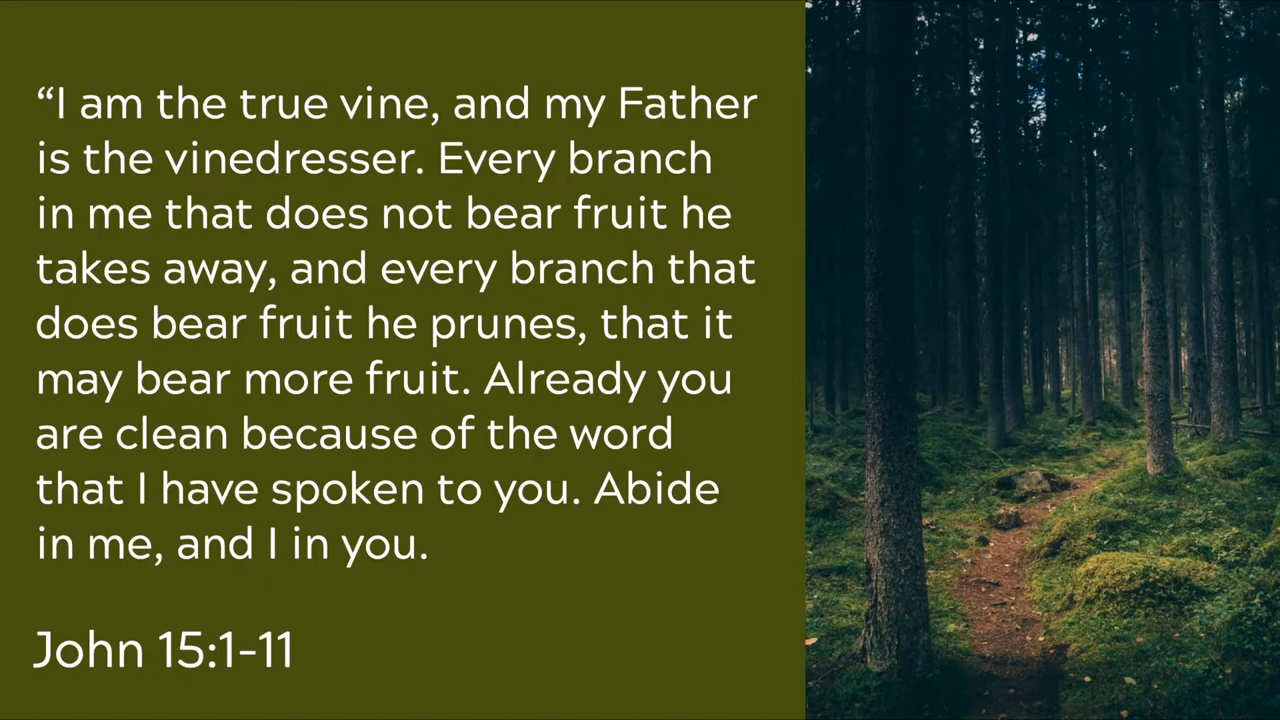 “I am the true vine, and my Father
is the vinedresser. Every branch
in me that does not bear fruit he
takes away, and every branch that
does bear fruit he prunes, that it
may bear more fruit. Already you
are clean because of the word
that I have spoken to you. Abide
in me, and I in you.
John 15:1-11